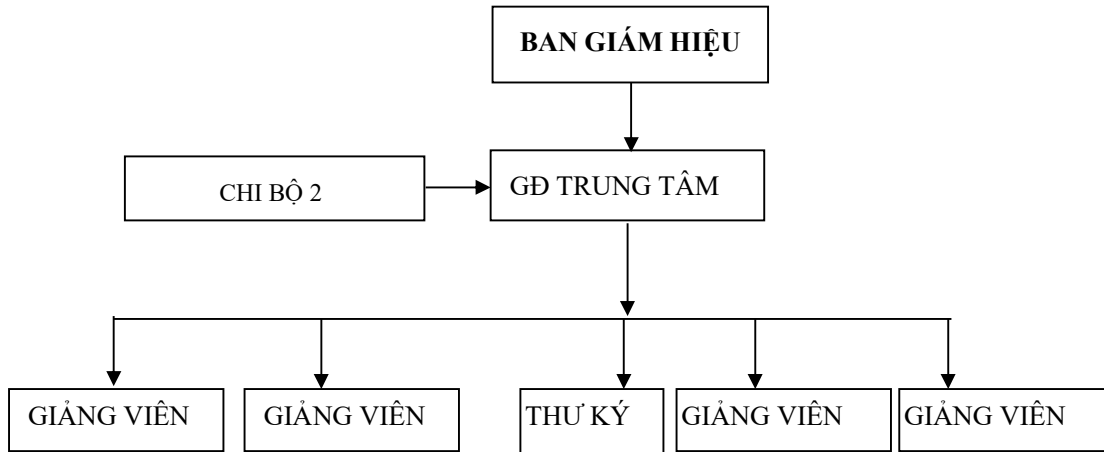 BAN GIÁM HIỆU
CHI BỘ 2
GĐ TRUNG TÂM
GIẢNG VIÊN
GIẢNG VIÊN
THƯ KÝ
GIẢNG VIÊN
GIẢNG VIÊN